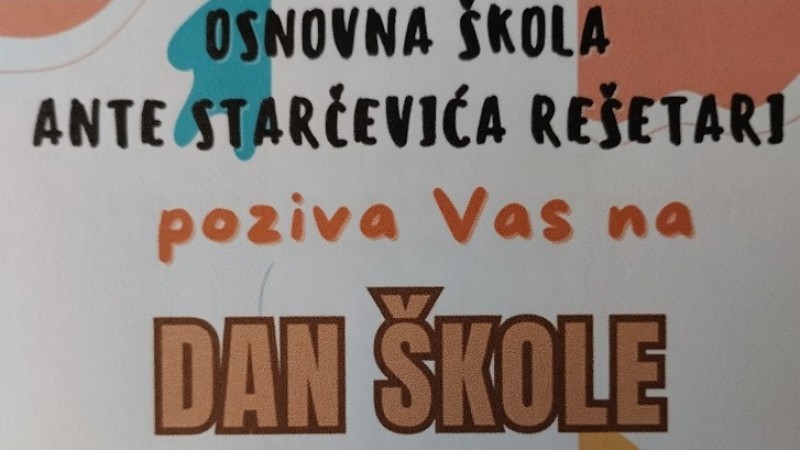 OSNOVNA ŠKOLA
ANTE STARČEVIĆA REŠETARI
poziva Vas na
DAN ŠKOLE